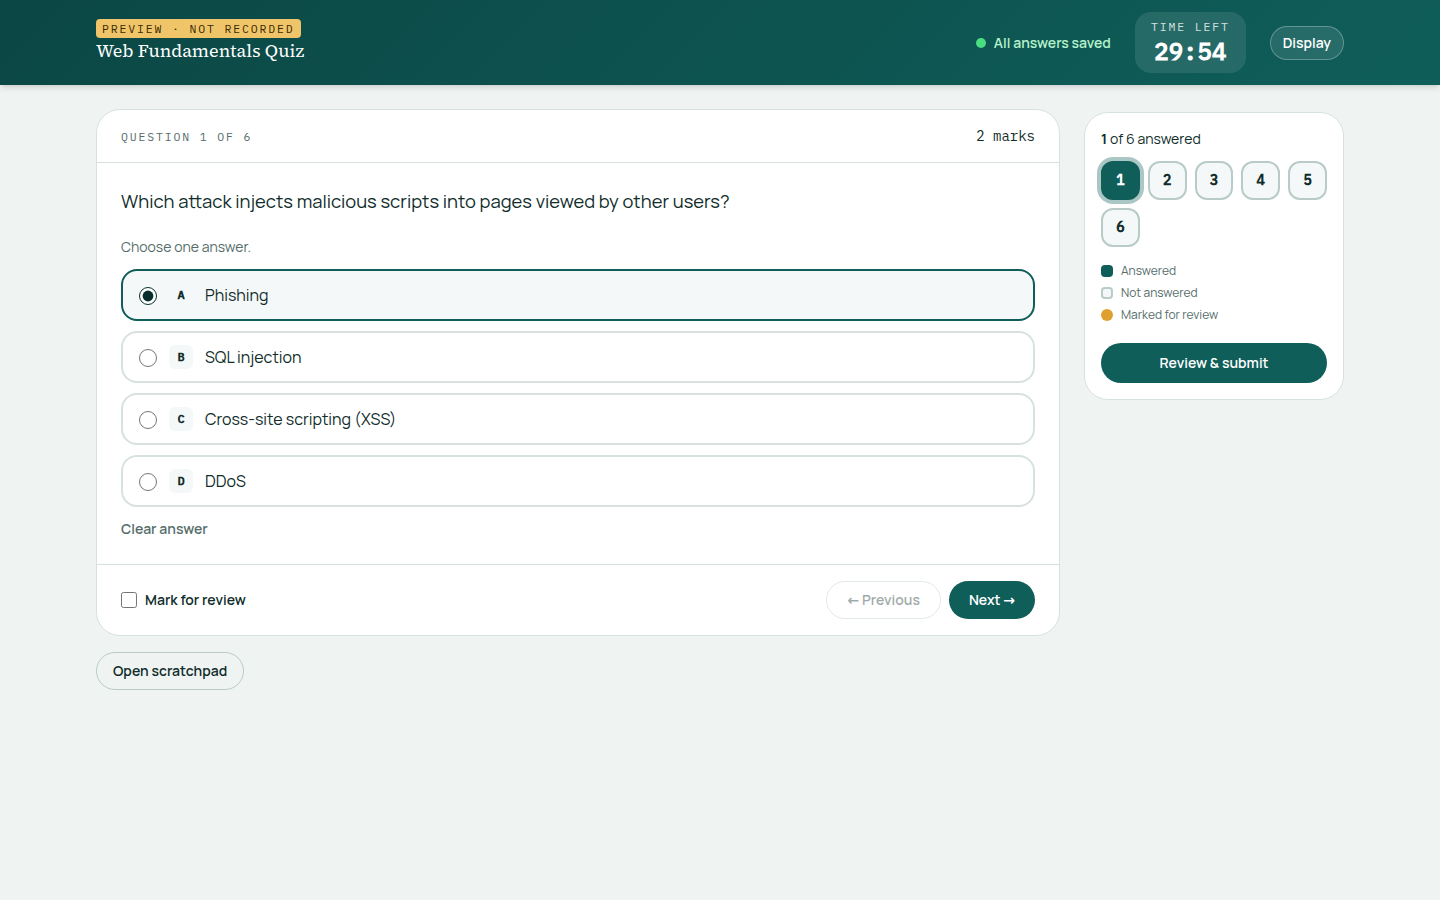 PREVIEW · NOT RECORDED
Web Fundamentals Quiz
All answers saved
TIME LEFT
29:54
Display
QUESTION 1 OF 6
2 marks
Which attack injects malicious scripts into pages viewed by other users?
Choose one answer.
A Phishing
B SQL injection
C Cross-site scripting (XSS)
D DDoS
Clear answer
Mark for review
← Previous
Next →
Open scratchpad
1 of 6 answered
1 2 3 4 5
6
Answered
Not answered
Marked for review
Review & submit